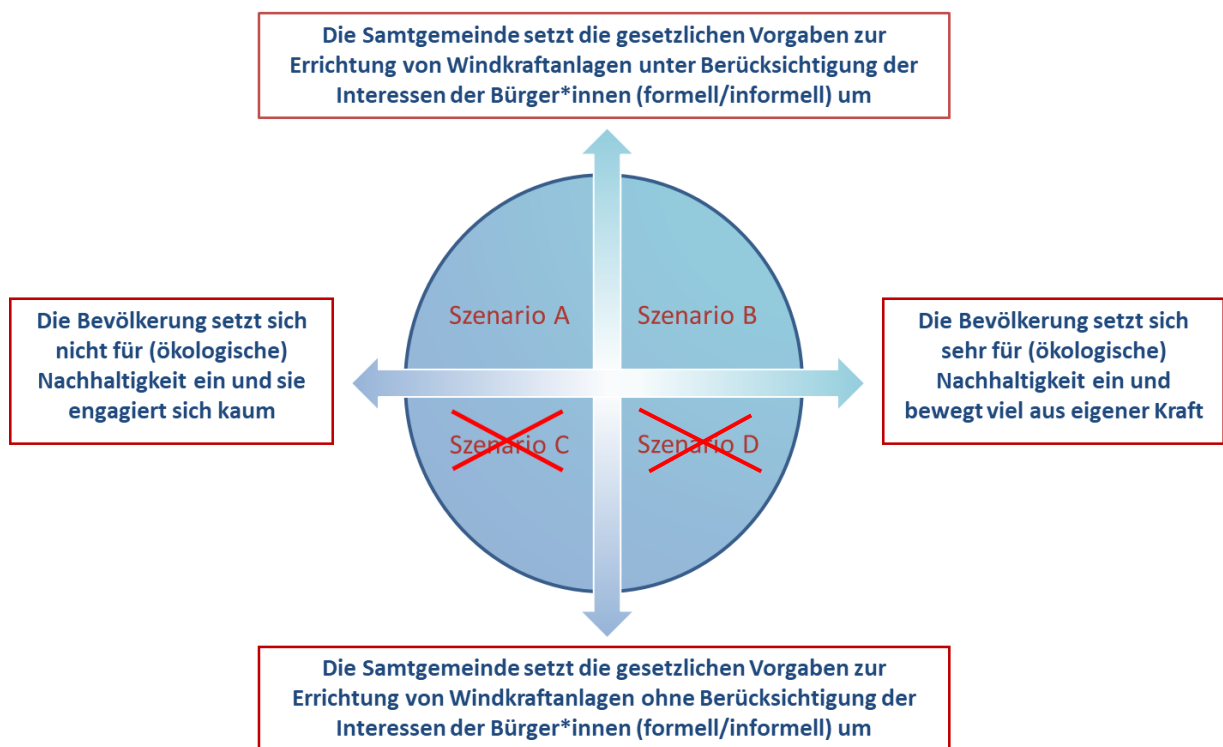 Die Samtgemeinde setzt die gesetzlichen Vorgaben zur
Errichtung von Windkraftanlagen unter Berücksichtigung der
Interessen der Bürger*innen (formell/informell) um
Szenario A
Szenario B
Die Bevölkerung setzt sich
nicht für (ökologische)
Nachhaltigkeit ein und sie
engagiert sich kaum
Die Bevölkerung setzt sich
sehr für (ökologische)
Nachhaltigkeit ein und
bewegt viel aus eigener Kraft
Szenario C
Szenario D
Die Samtgemeinde setzt die gesetzlichen Vorgaben zur
Errichtung von Windkraftanlagen ohne Berücksichtigung der
Interessen der Bürger*innen (formell/informell) um